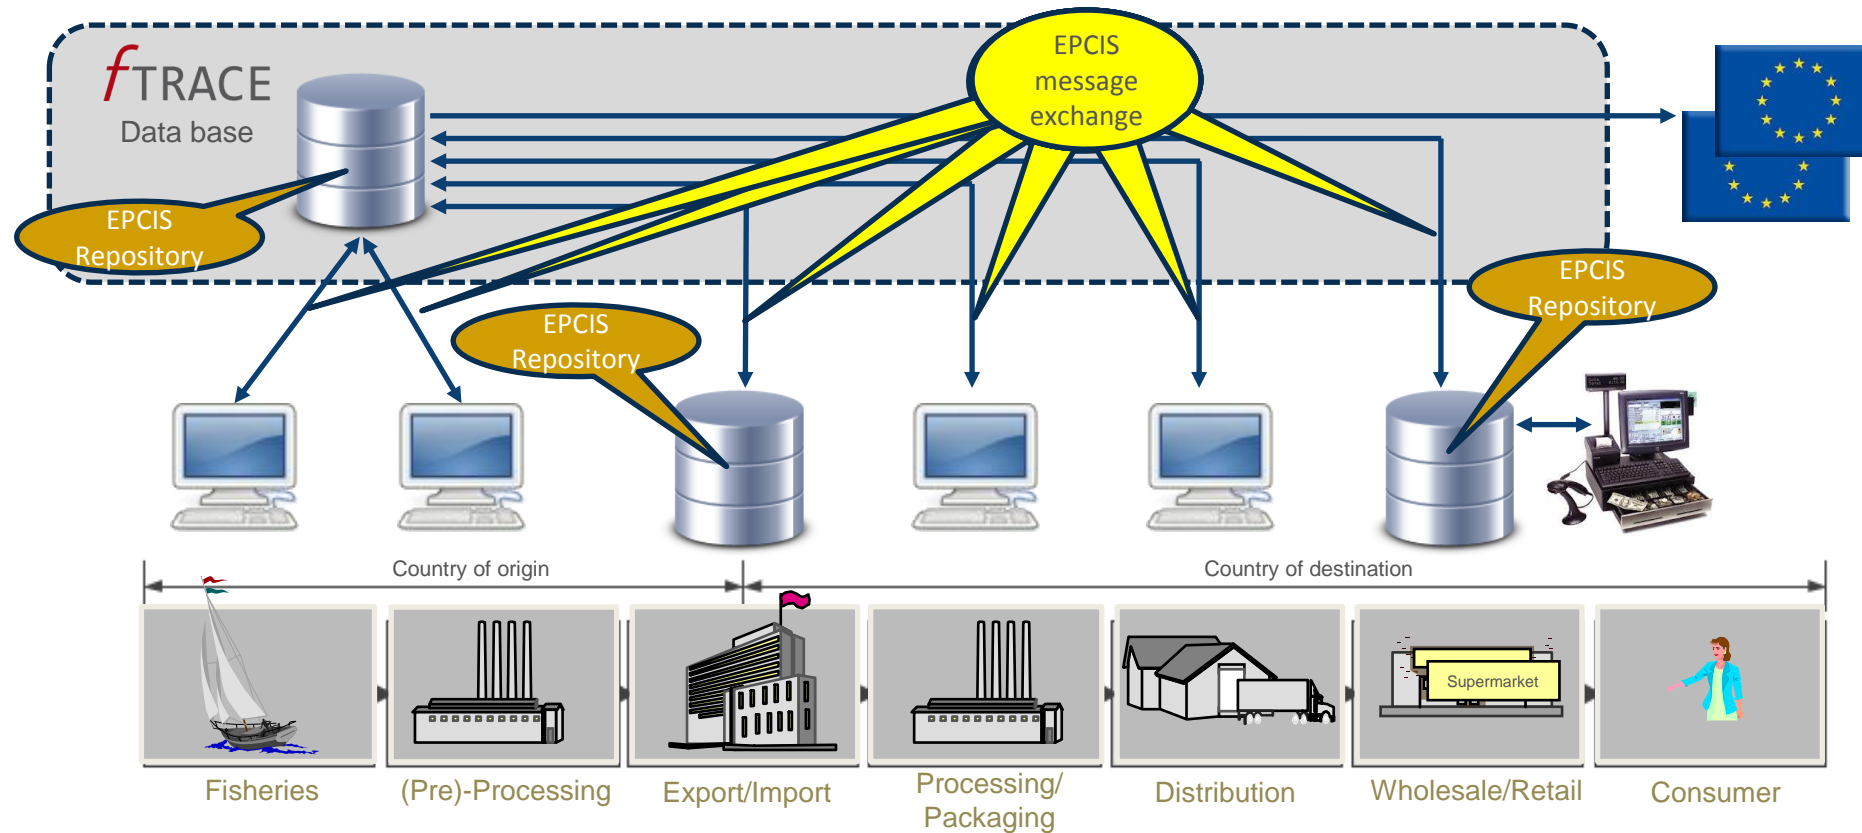 fTRACE
Data base
EPCIS
message
exchange
EPCIS
Repository
EPCIS
Repository
EPCIS
Repository
Country of origin
Country of destination
Supermarket
Fisheries
(Pre)-Processing
Export/Import
Processing/
Packaging
Distribution
Wholesale/Retail
Consumer